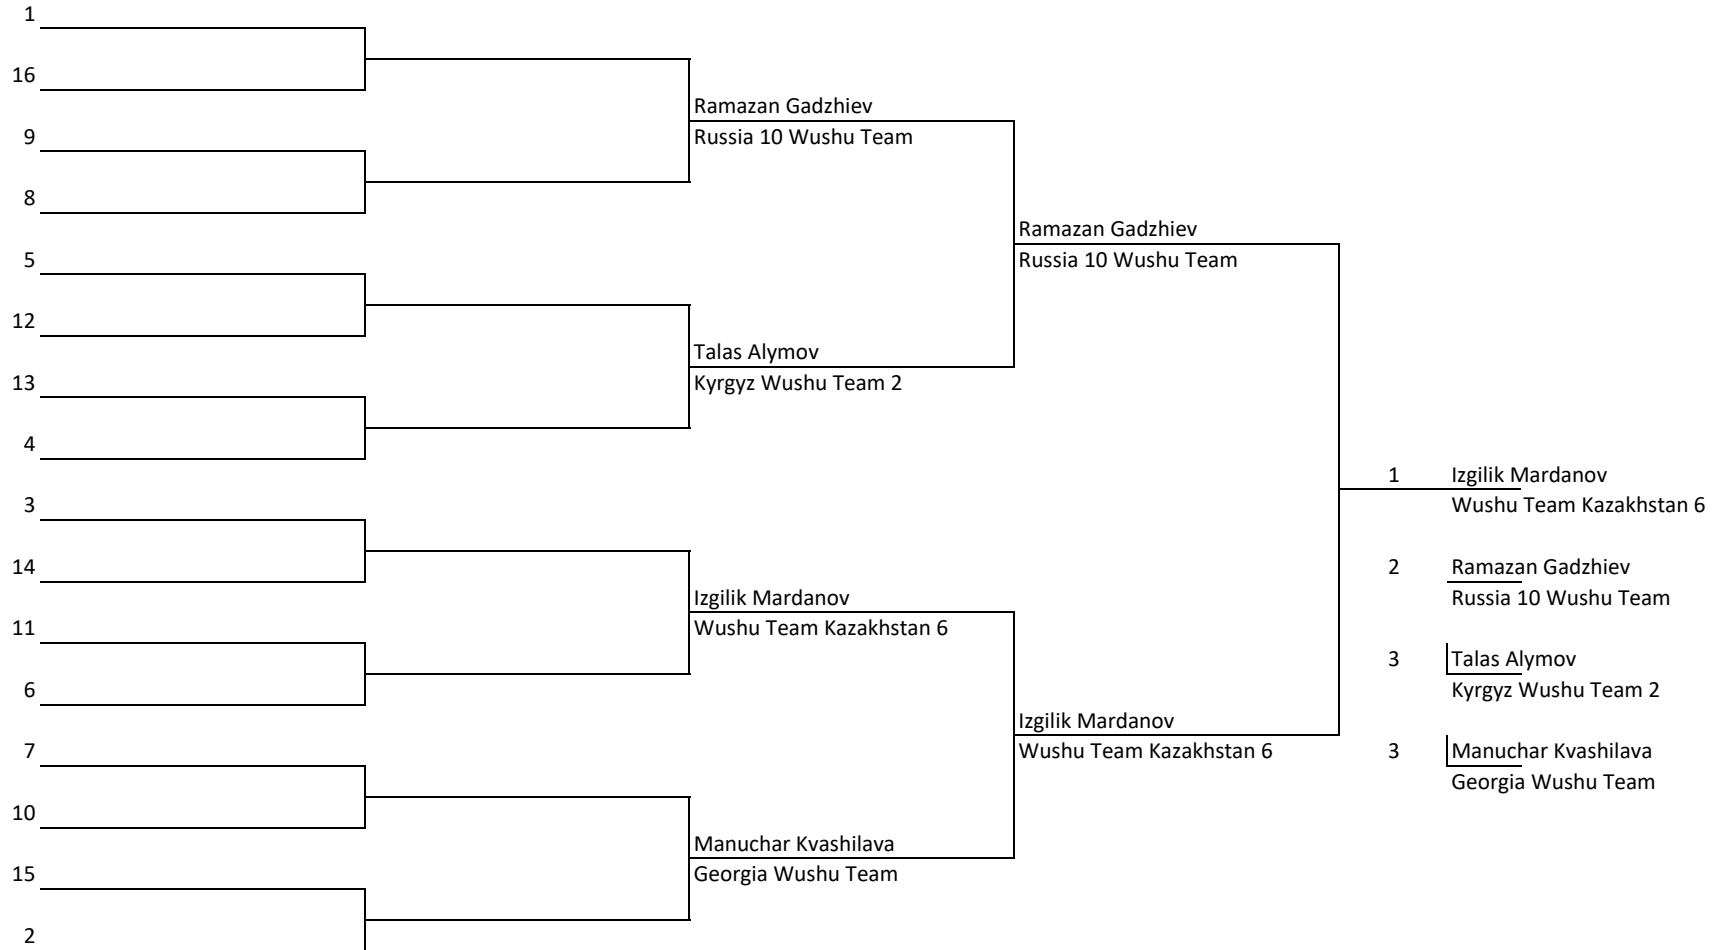 1
16
Ramazan Gadzhiev
9
Russia 10 Wushu Team
8
Ramazan Gadzhiev
5
Russia 10 Wushu Team
12
Talas Alymov
13
Kyrgyz Wushu Team 2
4
1 Izgilik Mardanov
3
Wushu Team Kazakhstan 6
14
2 Ramazan Gadzhiev
Izgilik Mardanov
Russia 10 Wushu Team
11
Wushu Team Kazakhstan 6
3 Talas Alymov
6
Kyrgyz Wushu Team 2
Izgilik Mardanov
7
Wushu Team Kazakhstan 6
3 Manuchar Kvashilava
Georgia Wushu Team
10
Manuchar Kvashilava
15
Georgia Wushu Team
2